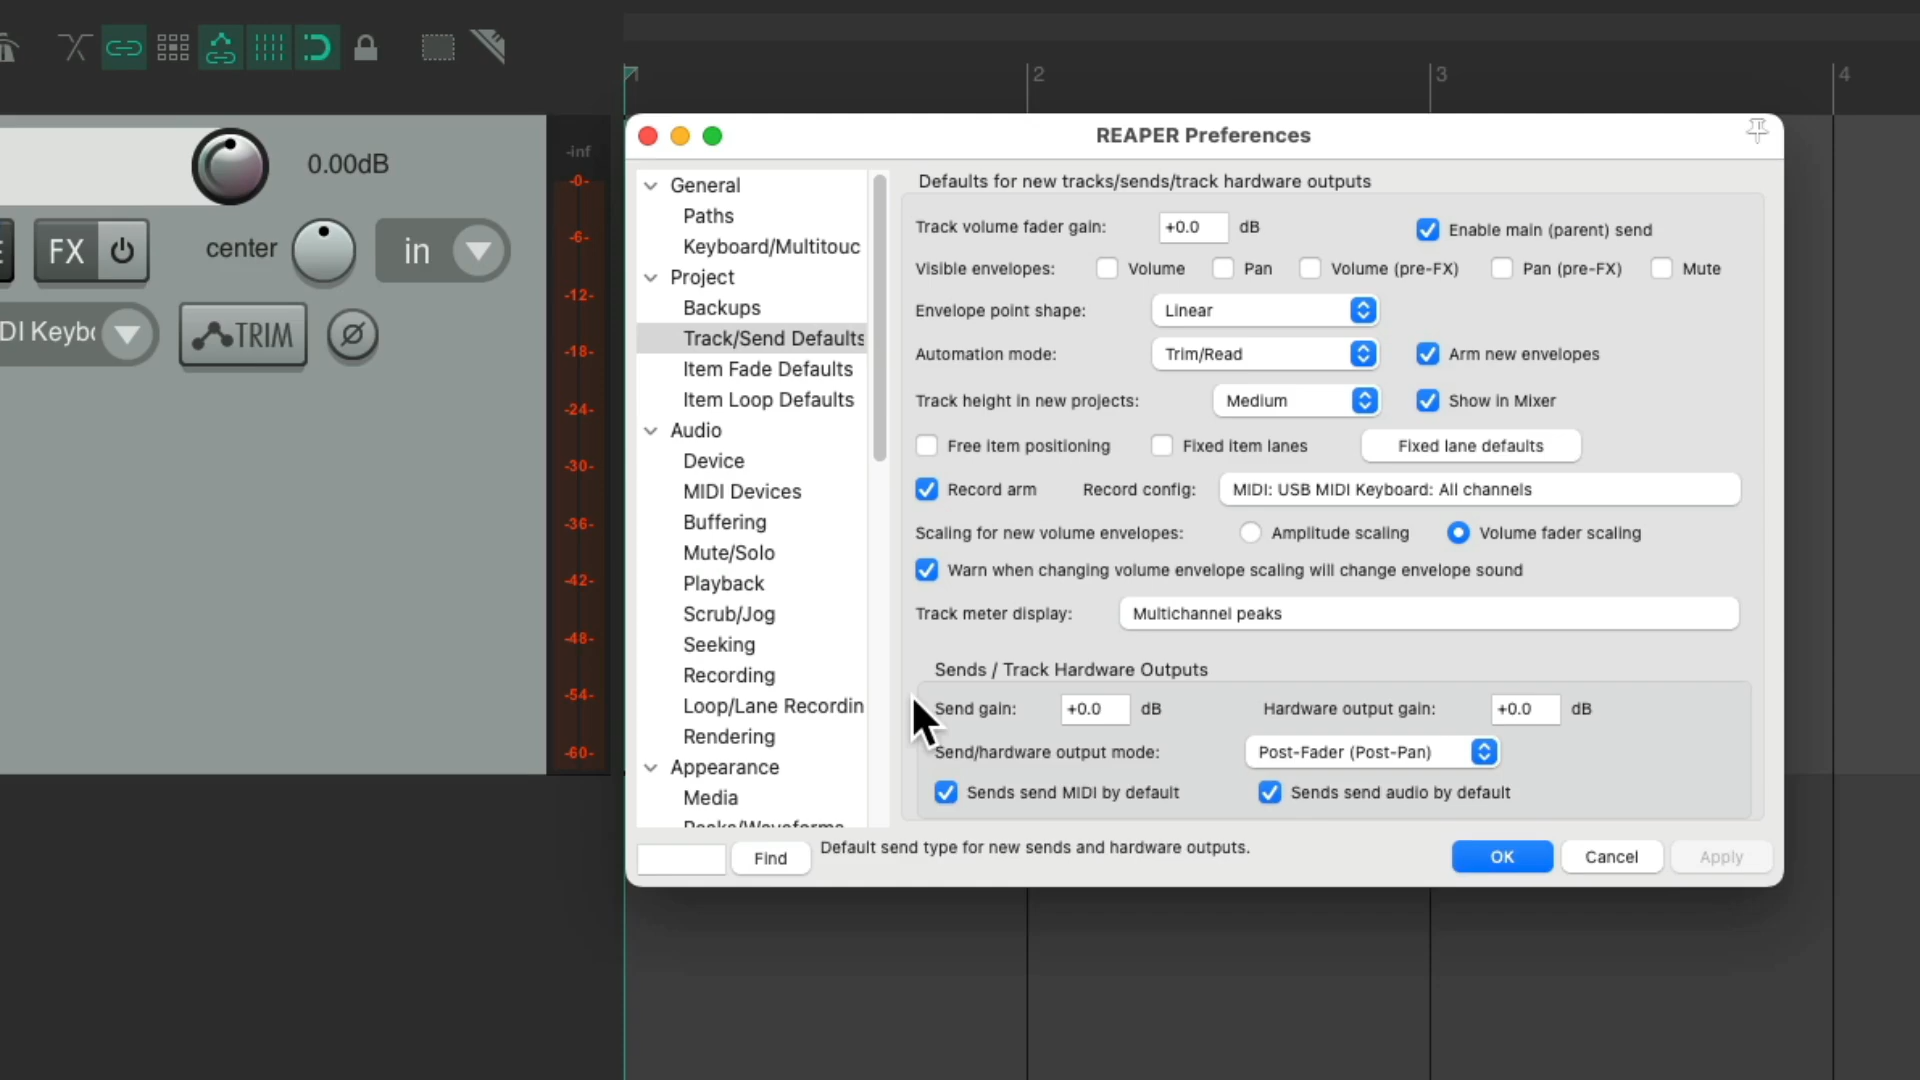 2
3
4
-inf
-0-
-6-
-12-
-18-
-24-
-30-
-36-
-42-
-48-
-54-
-60-
0.00dB
FX
center
in
DI Keyb
TRIM
REAPER Preferences
General
Paths
Keyboard/Multitouc
Project
Backups
Track/Send Defaults
Item Fade Defaults
Item Loop Defaults
Audio
Device
MIDI Devices
Buffering
Mute/Solo
Playback
Scrub/Jog
Seeking
Recording
Loop/Lane Recordin
Rendering
Appearance
Media
Peaks/Waveforms
Find
Defaults for new tracks/sends/track hardware outputs
Track volume fader gain: +0.0 dB Enable main (parent) send
Visible envelopes: Volume Pan Volume (pre-FX) Pan (pre-FX) Mute
Envelope point shape: Linear
Automation mode: Trim/Read Arm new envelopes
Track height in new projects: Medium Show in Mixer
Free item positioning Fixed item lanes Fixed lane defaults
Record arm Record config: MIDI: USB MIDI Keyboard: All channels
Scaling for new volume envelopes: Amplitude scaling Volume fader scaling
Warn when changing volume envelope scaling will change envelope sound
Track meter display: Multichannel peaks
Sends / Track Hardware Outputs
Send gain: +0.0 dB Hardware output gain: +0.0 dB
Send/hardware output mode: Post-Fader (Post-Pan)
Sends send MIDI by default Sends send audio by default
Default send type for new sends and hardware outputs.
OK Cancel Apply